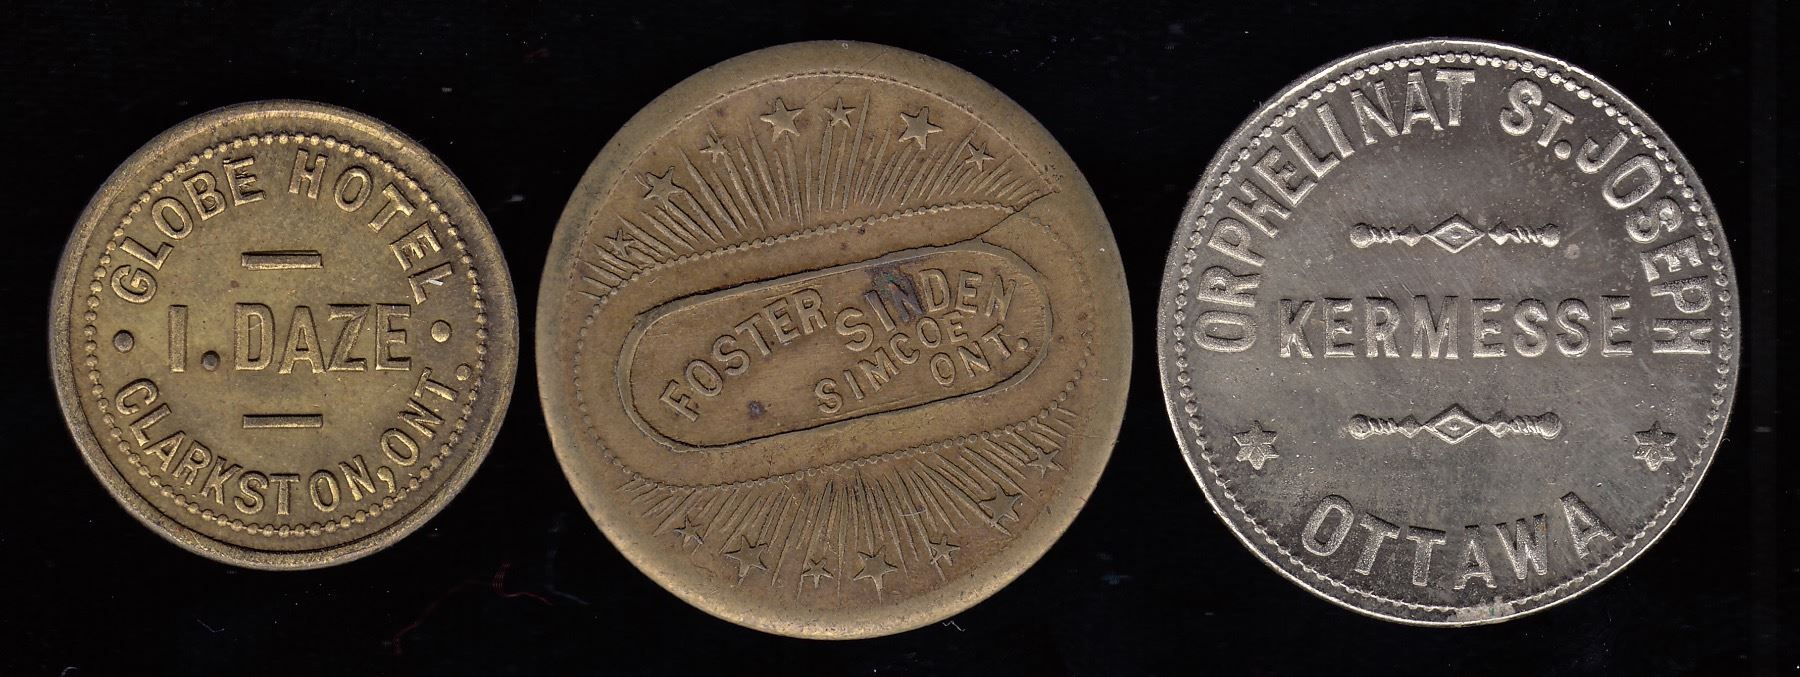 GLOBE HOTEL
I. DAZE
CLARKSTON, ONT.
FOSTER SINDEN
SIMCOE
ONT.
ORPHELINAT ST. JOSEPH
KERMESSE
OTTAWA